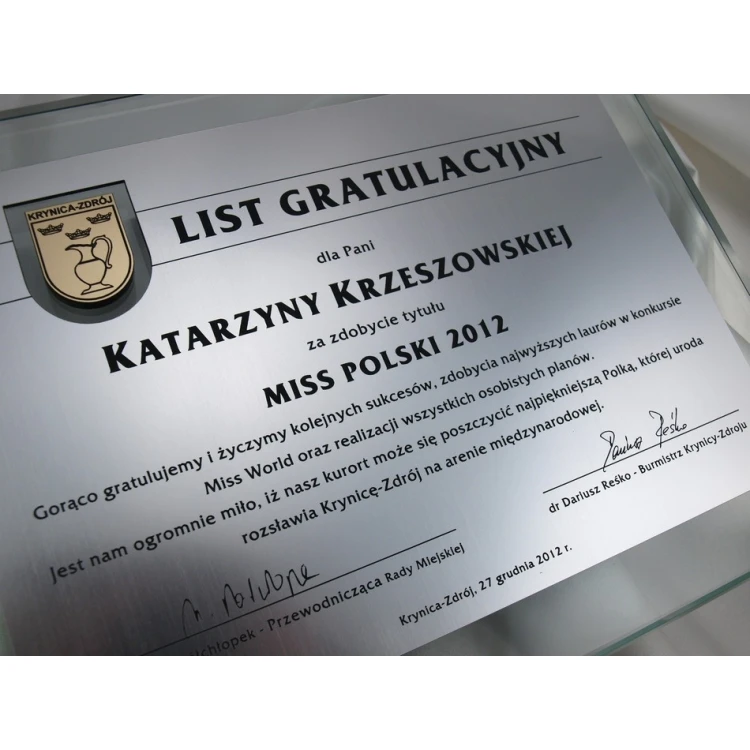 KRYNICA-ZDRÓJ
LIST GRATULACYJNY
dla Pani
KATARZYNY KRZESZOWSKIEJ
za zdobycie tytułu
MISS POLSKI 2012
Gorąco gratulujemy i życzymy kolejnych sukcesów, zdobycia najwyższych laurów w konkursie
Miss World oraz realizacji wszystkich osobistych planów.
Jest nam ogromnie miło, iż nasz kurort może się poszczycić najpiękniejszą Polką, której uroda
rozsławia Krynicę-Zdrój na arenie międzynarodowej.
dr Dariusz Reśko - Burmistrz Krynicy-Zdroju
- Przewodnicząca Rady Miejskiej
Krynica-Zdrój, 27 grudnia 2012 r.